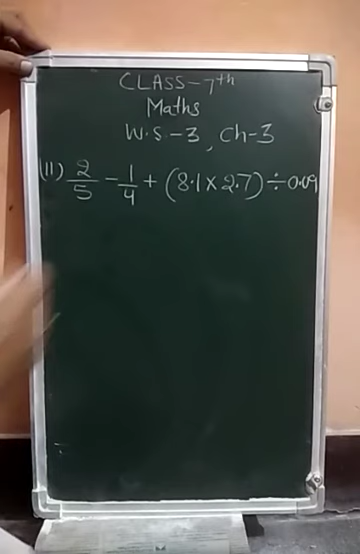 CLASS-7th
Maths
W.S.-3, Ch-3
(11) 2/5 - 1/4 + (8.1 × 2.7) ÷ 0.09